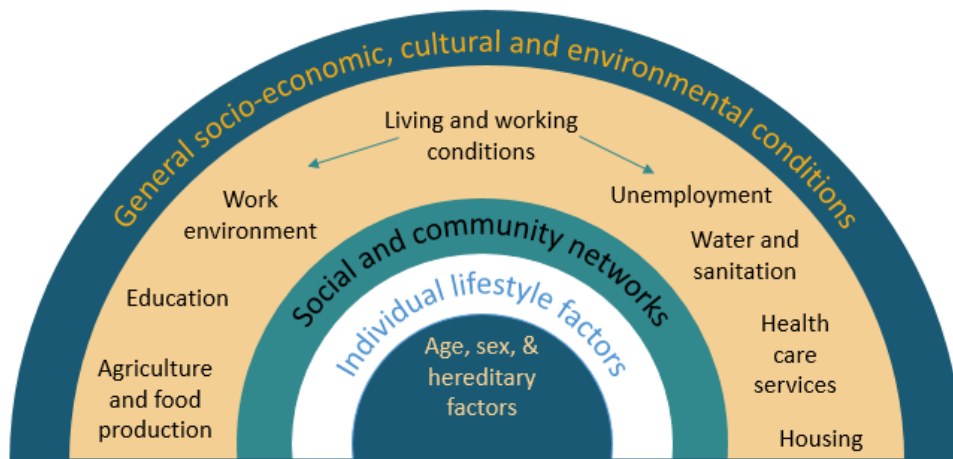 General socio-economic, cultural and environmental conditions
Living and working
conditions
Work
environment
Unemployment
Water and
sanitation
Education
Health
care
services
Agriculture
and food
production
Housing
Social and community networks
Individual lifestyle factors
Age, sex, &
hereditary
factors